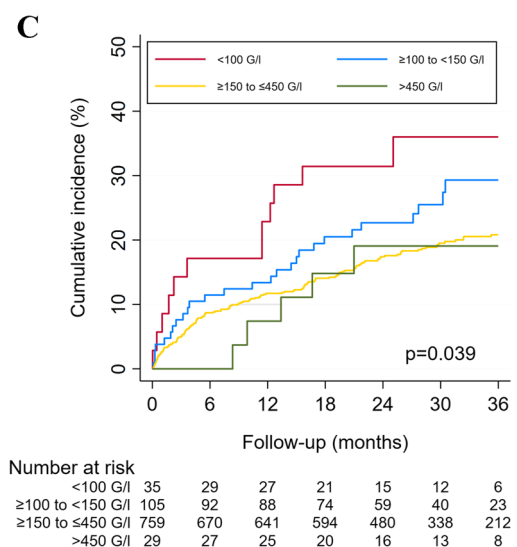 C
<100 G/l ≥100 to <150 G/l
≥150 to ≤450 G/l >450 G/l
Cumulative incidence (%)
50
40
30
20
10
0
p=0.039
0 6 12 18 24 30 36
Follow-up (months)
Number at risk
<100 G/l 35 29 27 21 15 12 6
≥100 to <150 G/l 105 92 88 74 59 40 23
≥150 to ≤450 G/l 759 670 641 594 480 338 212
>450 G/l 29 27 25 20 16 13 8